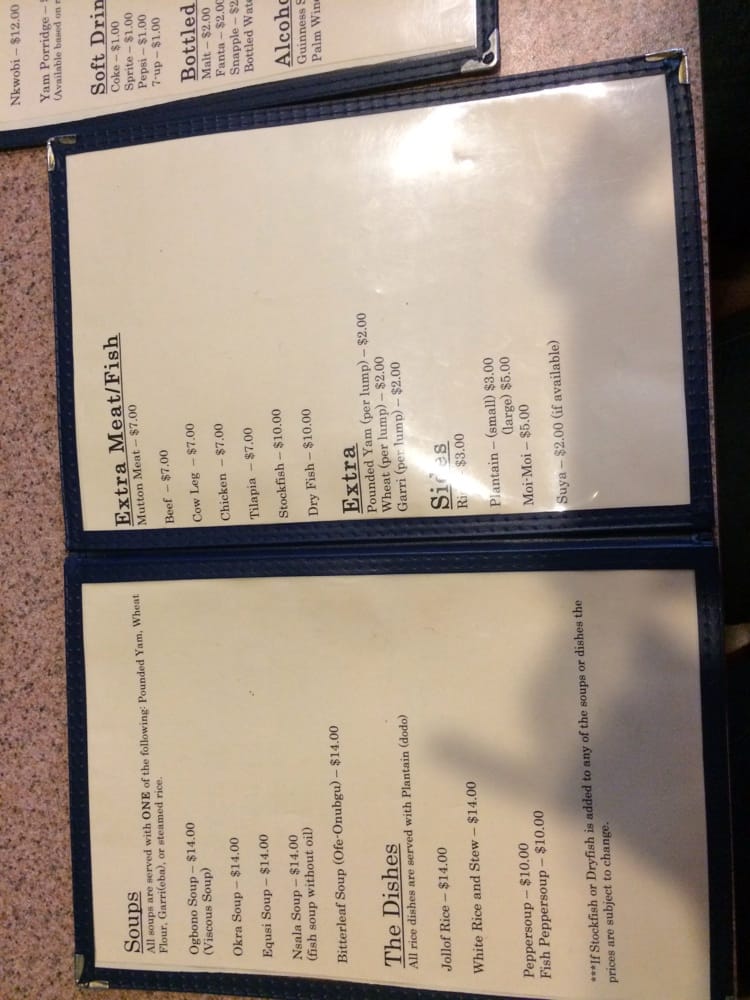 Soups
All soups are served with ONE of the following: Pounded Yam, Wheat
Flour, Garri(eba), or steamed rice.
Ogbono Soup – $14.00
(Viscous Soup)
Okra Soup – $14.00
Equsi Soup – $14.00
Nsala Soup – $14.00
(fish soup without oil)
Bitterleaf Soup (Ofe-Onubgu) – $14.00
The Dishes
All rice dishes are served with Plantain (dodo)
Jollof Rice – $14.00
White Rice and Stew – $14.00
Peppersoup – $10.00
Fish Peppersoup – $10.00
***If Stockfish or Dryfish is added to any of the soups or dishes the
prices are subject to change.
Extra Meat/Fish
Mutton Meat – $7.00
Beef – $7.00
Cow Leg – $7.00
Chicken – $7.00
Tilapia – $7.00
Stockfish – $10.00
Dry Fish – $10.00
Extra
Pounded Yam (per lump) – $2.00
Wheat (per lump) – $2.00
Garri (per lump) – $2.00
Sides
$3.00
Plantain – (small) $3.00
(large) $5.00
Moi-Moi – $5.00
Suya – $2.00 (if available)
Nkwobi – $12.00
Yam Porridge –
(Available based on
Soft Drin
Coke – $1.00
Sprite – $1.00
Pepsi – $1.00
7-up – $1.00
Bottled
Malt – $2.00
Fanta – $2.00
Snapple – $2
Bottled Wat
Alcoho
Guinness
Palm Win